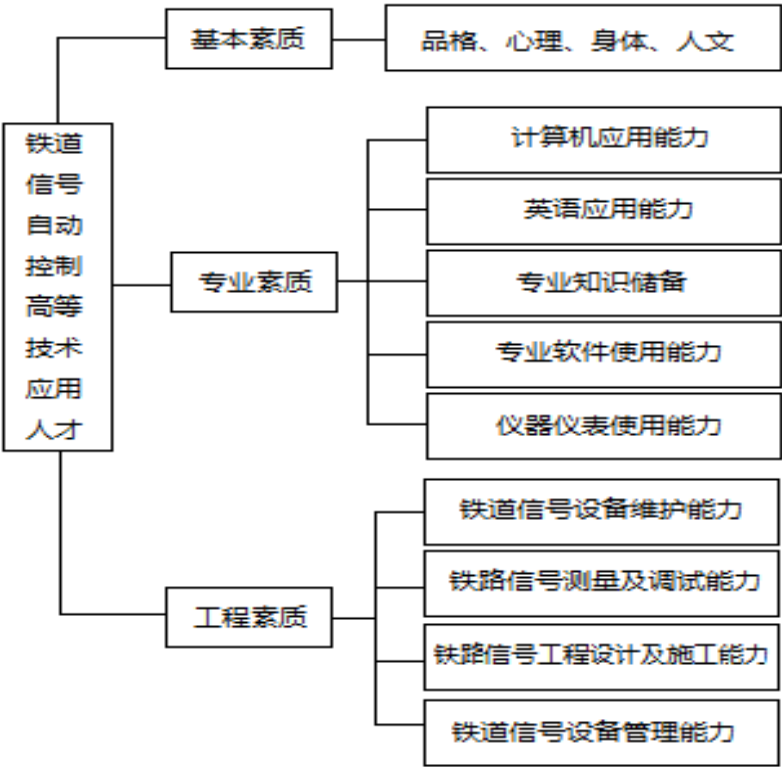 基本素质
品格、心理、身体、人文
铁道
信号
自动
控制
高等
技术
应用
人才
专业素质
计算机应用能力
英语应用能力
专业知识储备
专业软件使用能力
仪器仪表使用能力
工程素质
铁道信号设备维护能力
铁路信号测量及调试能力
铁路信号工程设计及施工能力
铁道信号设备管理能力